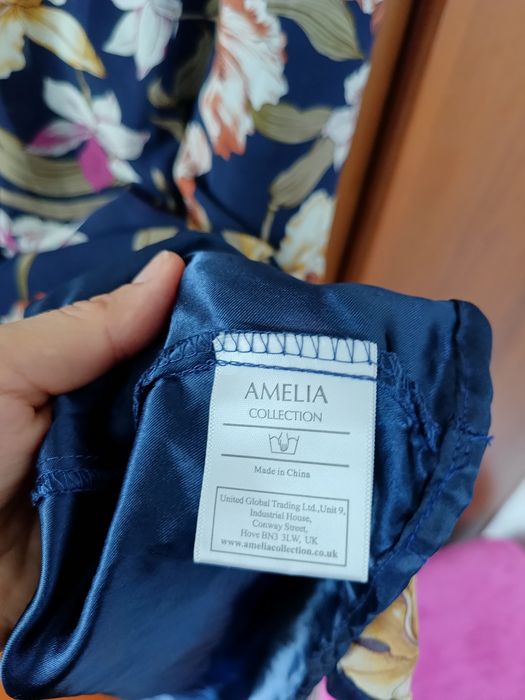 AMELIA
COLLECTION
Made in China
United Global Trading Ltd.,Unit 9,
Industrial House,
Conway Street,
Hove BN3 3LW, UK
www.ameliacollection.co.uk